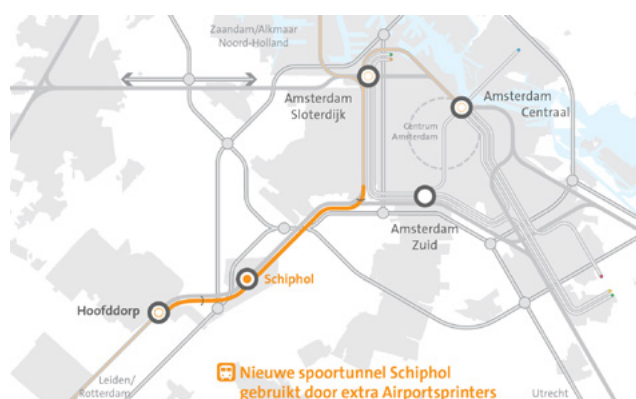 Zaandam/Alkmaar
Noord-Holland
Amsterdam
Sloterdijk
Amsterdam
Centraal
Centrum
Amsterdam
Amsterdam
Zuid
Schiphol
Hoofddorp
Leiden/
Rotterdam
Nieuwe spoortunnel Schiphol
gebruikt door extra Airportsprinters
Utrecht